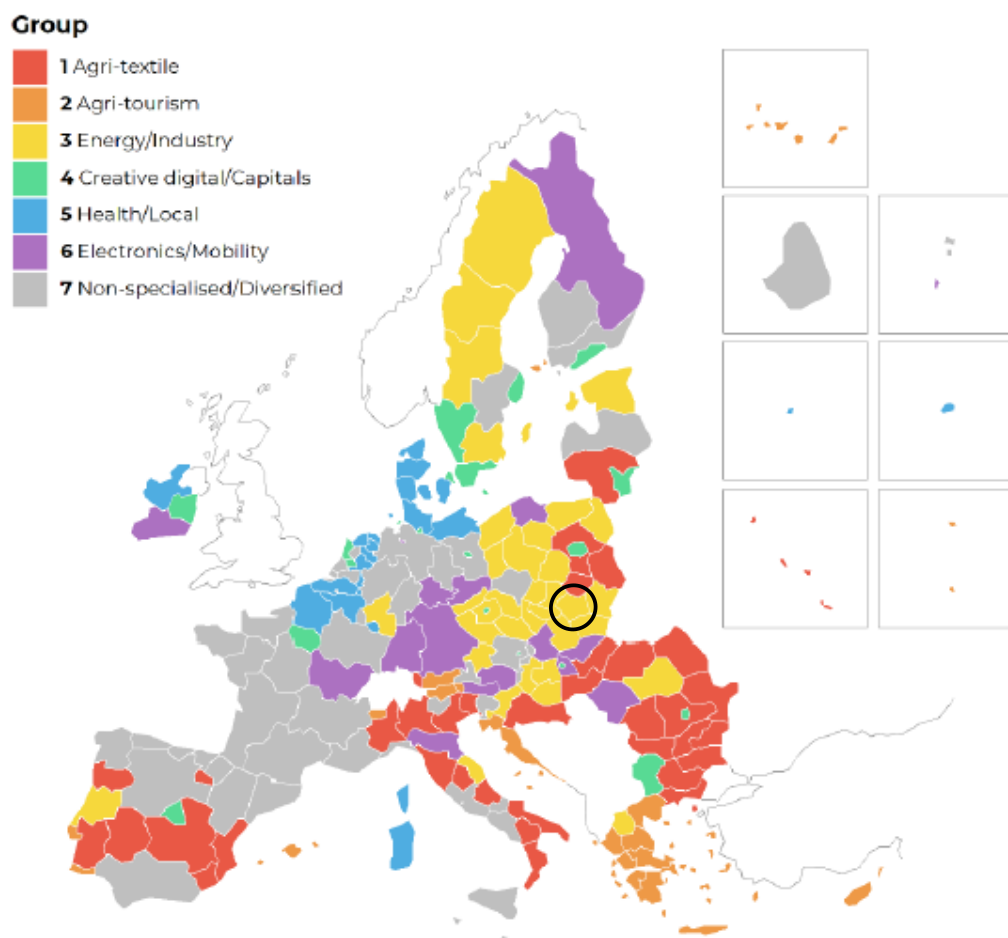 Group
1 Agri-textile
2 Agri-tourism
3 Energy/Industry
4 Creative digital/Capitals
5 Health/Local
6 Electronics/Mobility
7 Non-specialised/Diversified